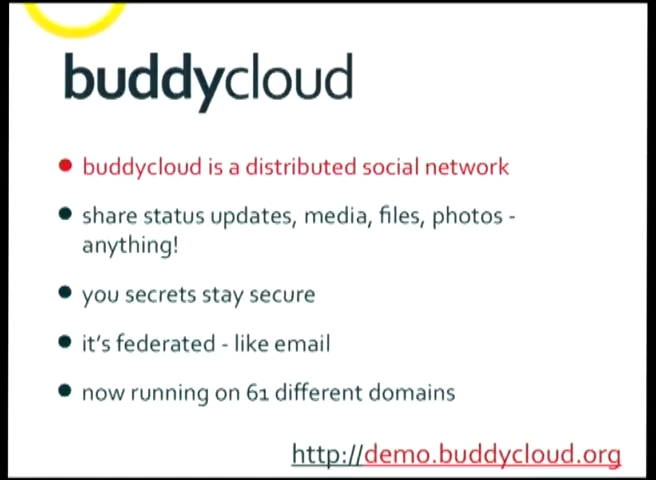 buddycloud
buddycloud is a distributed social network
share status updates, media, files, photos -
anything!
you secrets stay secure
it's federated - like email
now running on 61 different domains
http://demo.buddycloud.org